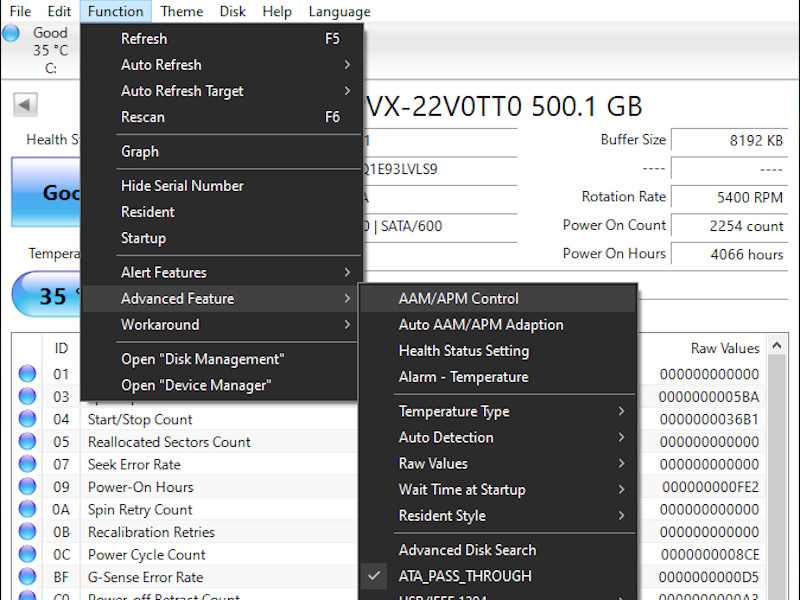 File Edit Function Theme Disk Help Language
Good
35 °C
C:
Refresh F5
Auto Refresh
Auto Refresh Target
Rescan F6
Graph
Hide Serial Number
Resident
Startup
Alert Features
Advanced Feature
Workaround
Open "Disk Management"
Open "Device Manager"
VX-22V0TT0 500.1 GB
Health S
Goo
Tempera
35 °
Q1E93LVLS9
0 | SATA/600
Buffer Size 8192 KB
---- ----
Rotation Rate 5400 RPM
Power On Count 2254 count
Power On Hours 4066 hours
AAM/APM Control
Auto AAM/APM Adaption
Health Status Setting
Alarm - Temperature
Temperature Type
Auto Detection
Raw Values
Wait Time at Startup
Resident Style
Advanced Disk Search
ATA_PASS_THROUGH
USB/IEEE 1394
ID Raw Values
01 000000000000
03 0000000005BA
04 Start/Stop Count 0000000036B1
05 Reallocated Sectors Count 000000000000
07 Seek Error Rate 000000000000
09 Power-On Hours 000000000FE2
0A Spin Retry Count 000000000000
0B Recalibration Retries 000000000000
0C Power Cycle Count 0000000008CE
BF G-Sense Error Rate 0000000000D5
C0 Power-off Retract Count 0000000000A3